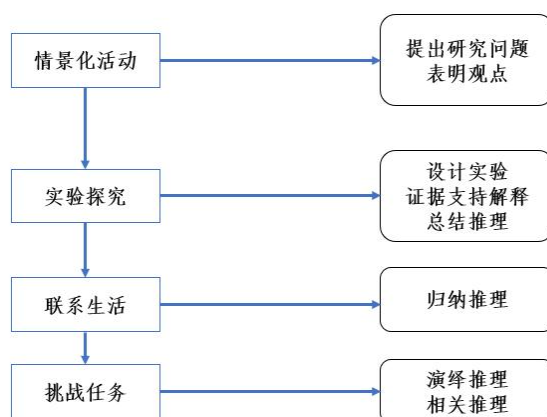 情景化活动
提出研究问题
表明观点
实验探究
设计实验
证据支持解释
总结推理
联系生活
归纳推理
挑战任务
演绎推理
相关推理